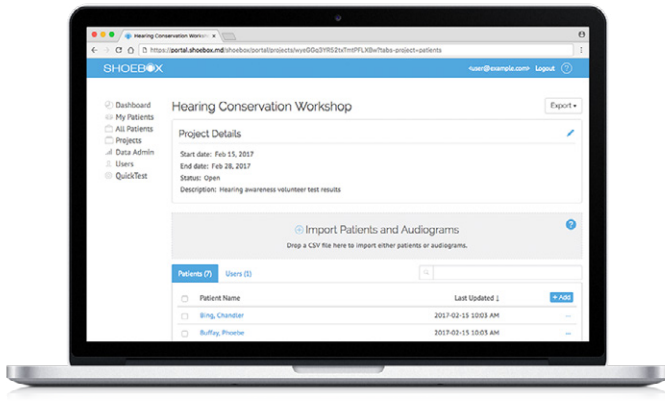 Hearing Conservation Worksh
https://portal.shoebox.md/shoebox/portal/projects/
SHOEBOX
<user@example.com> Logout ?
Dashboard
My Patients
All Patients
Projects
Data Admin
Users
QuickTest
Hearing Conservation Workshop
Export
Project Details
Start date: Feb 15, 2017
End date: Feb 28, 2017
Status: Open
Description: Hearing awareness volunteer test results
Import Patients and Audiograms
?
Drop a CSV file here to import either patients or audiograms.
Patients (7) Users (1)
Patient Name Last Updated ↓ + Add
Bing, Chandler 2017-02-15 10:03 AM ...
Buffay, Phoebe 2017-02-15 10:03 AM ...